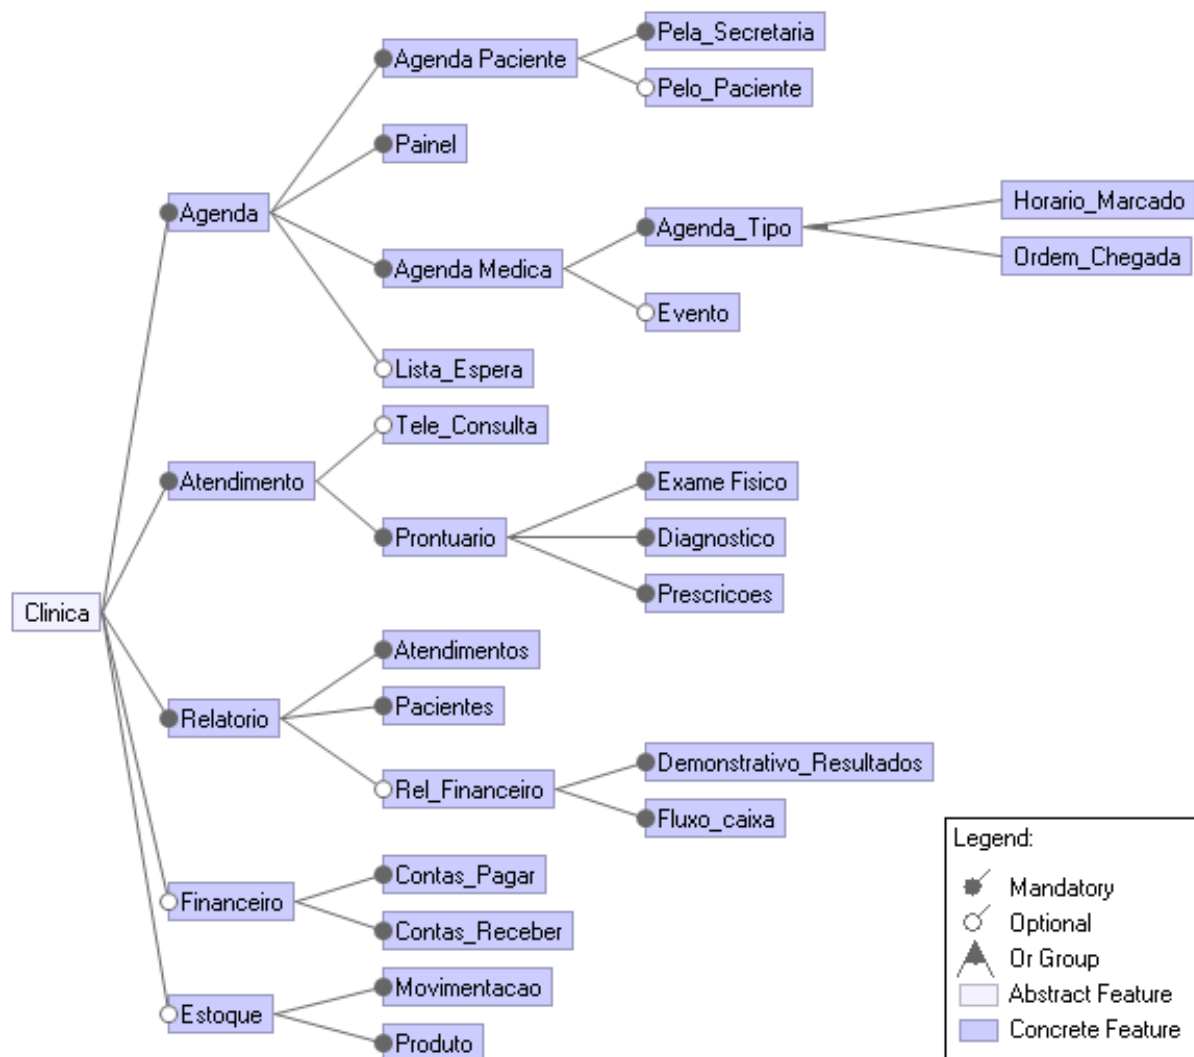 Clinica
Agenda
Agenda Paciente
Pela_Secretaria
Pelo_Paciente
Painel
Agenda Medica
Agenda_Tipo
Horario_Marcado
Ordem_Chegada
Evento
Lista_Espera
Atendimento
Tele_Consulta
Prontuario
Exame Fisico
Diagnostico
Prescricoes
Relatorio
Atendimentos
Pacientes
Rel_Financeiro
Demonstrativo_Resultados
Fluxo_caixa
Financeiro
Contas_Pagar
Contas_Receber
Estoque
Movimentacao
Produto
Legend:
Mandatory
Optional
Or Group
Abstract Feature
Concrete Feature